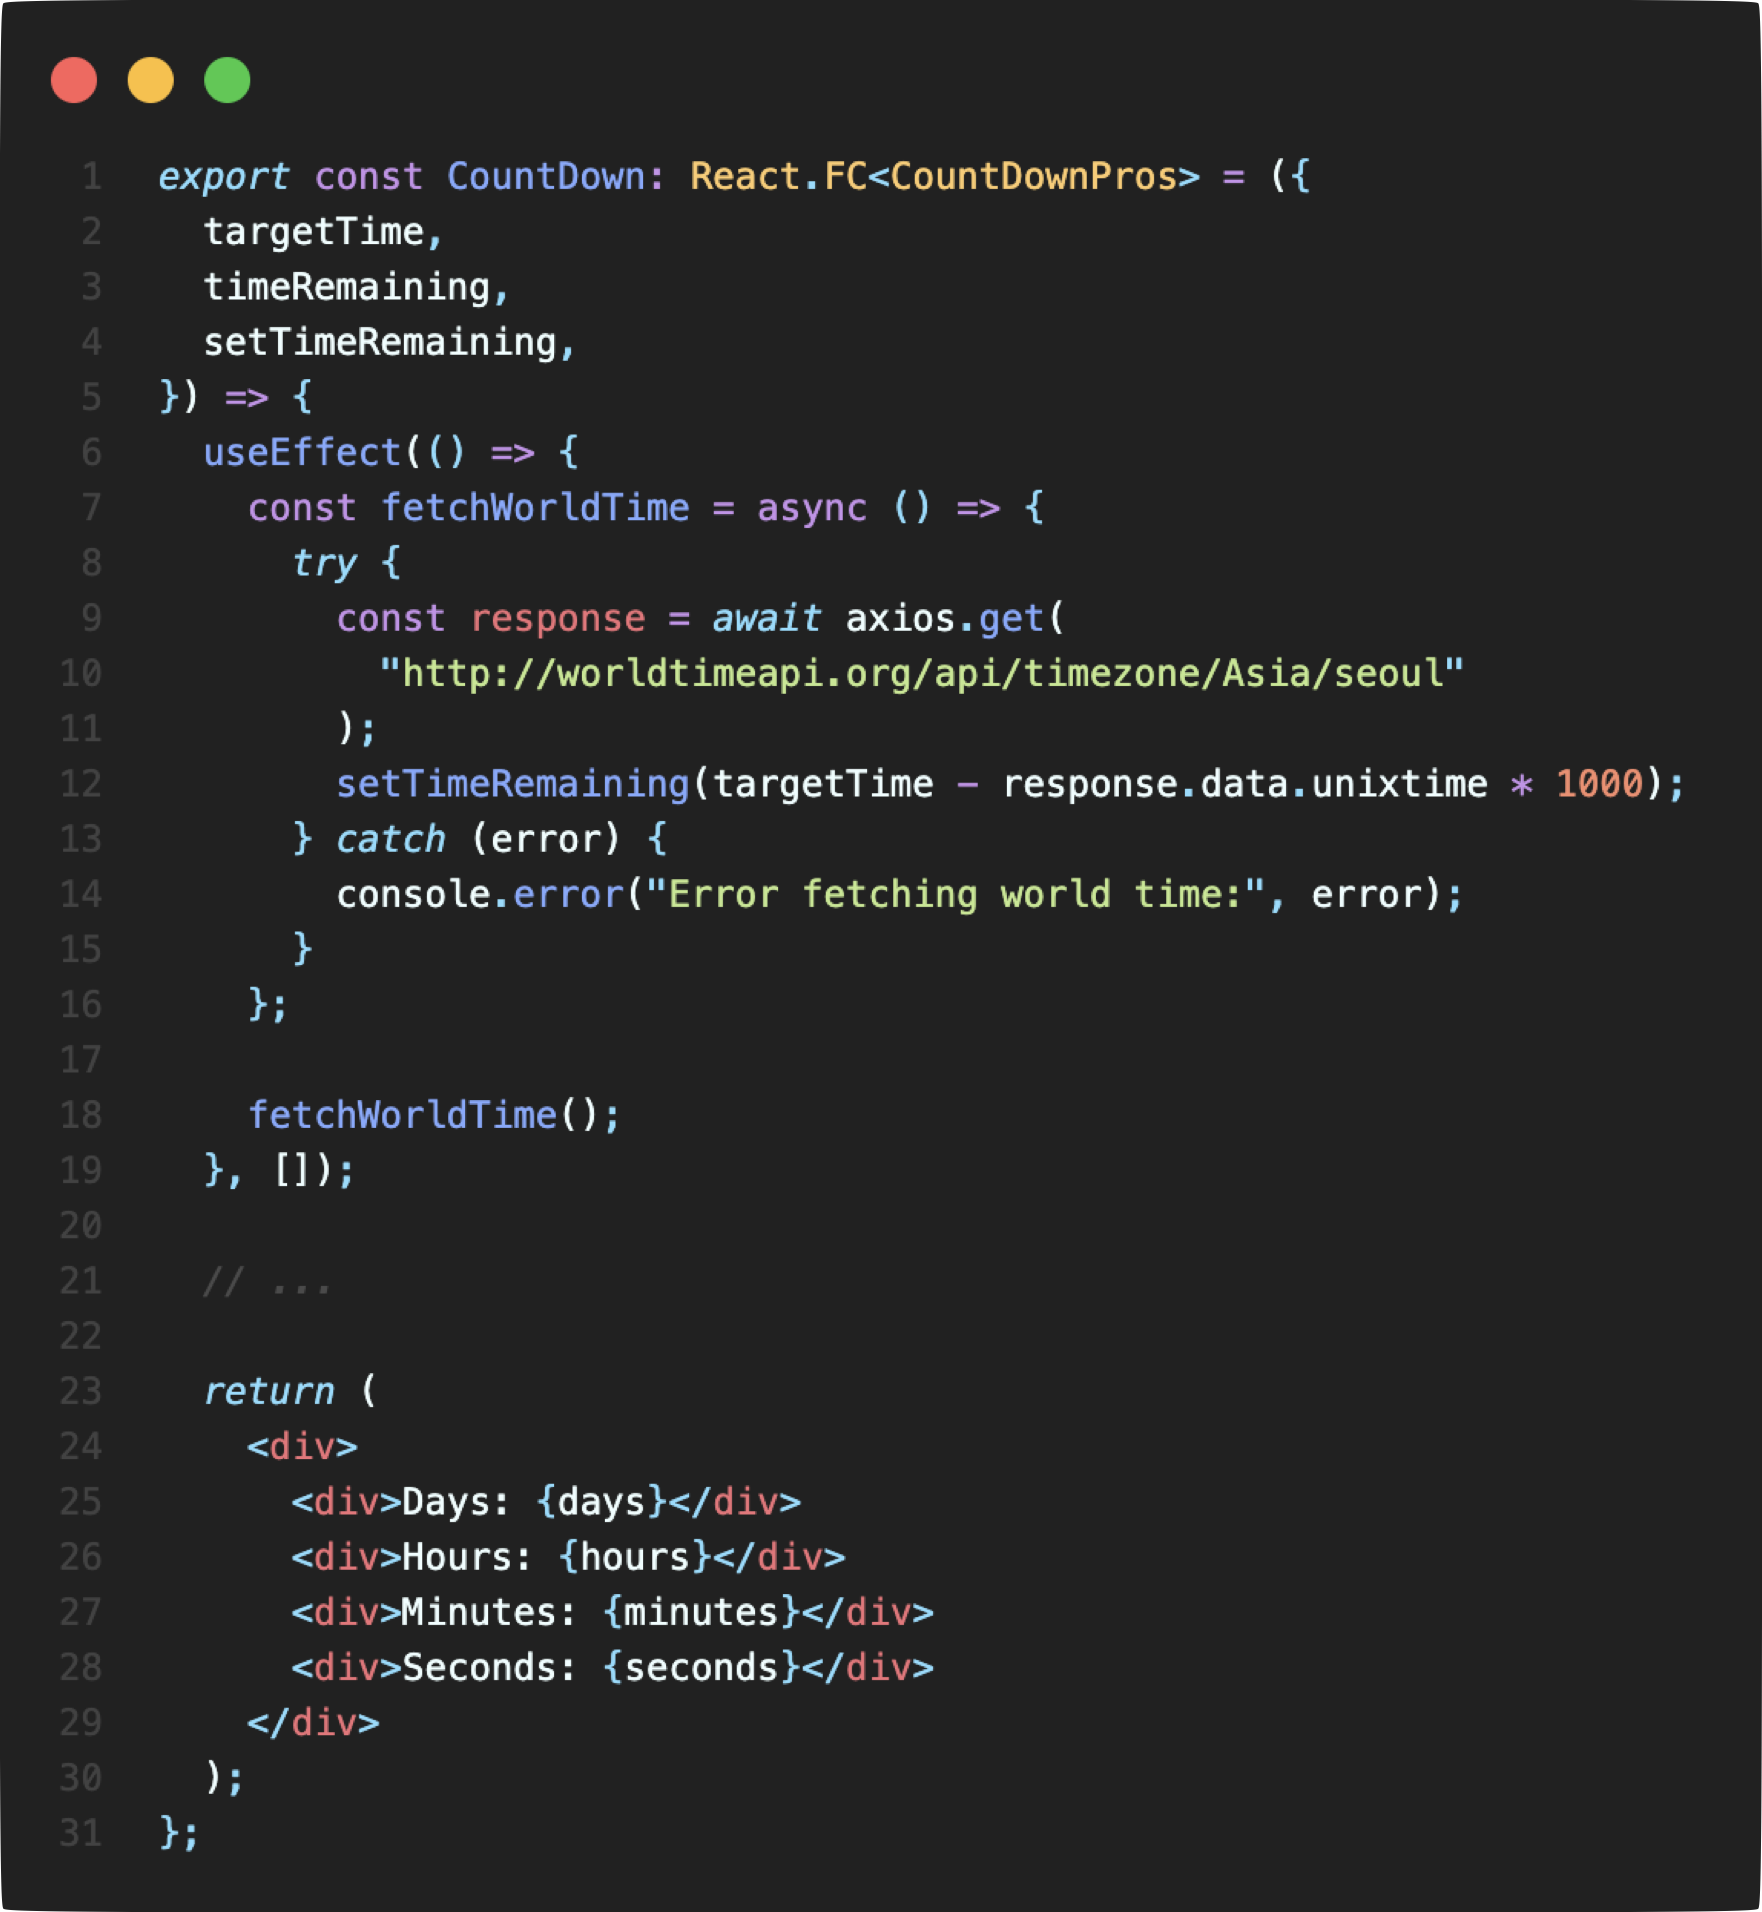 1 export const CountDown: React.FC<CountDownPros> = ({
2 targetTime,
3 timeRemaining,
4 setTimeRemaining,
5 }) => {
6 useEffect(() => {
7 const fetchWorldTime = async () => {
8 try {
9 const response = await axios.get(
10 "http://worldtimeapi.org/api/timezone/Asia/seoul"
11 );
12 setTimeRemaining(targetTime - response.data.unixtime * 1000);
13 } catch (error) {
14 console.error("Error fetching world time:", error);
15 }
16 };
17
18 fetchWorldTime();
19 }, []);
20
21 // ...
22
23 return (
24 <div>
25 <div>Days: {days}</div>
26 <div>Hours: {hours}</div>
27 <div>Minutes: {minutes}</div>
28 <div>Seconds: {seconds}</div>
29 </div>
30 );
31 };